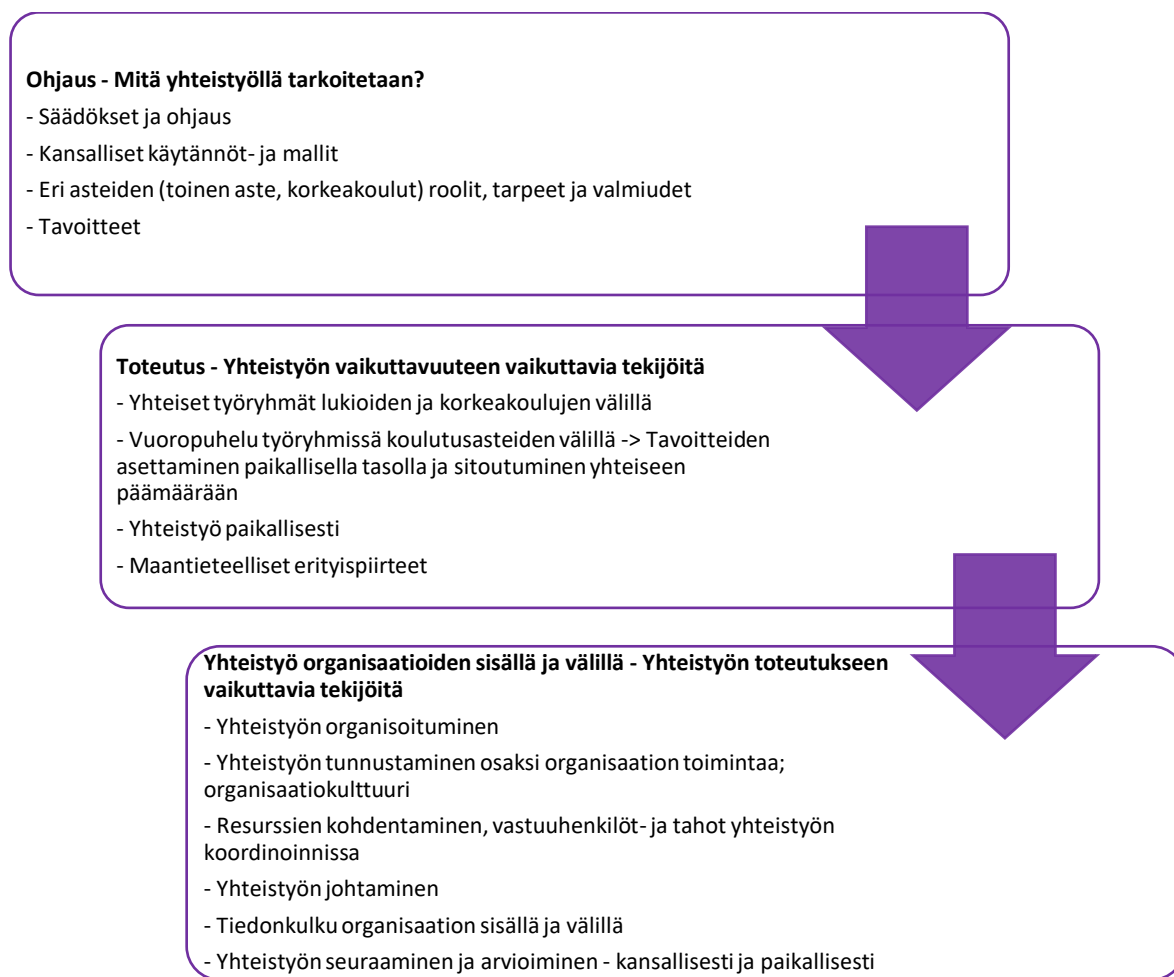 Ohjaus - Mitä yhteistyöllä tarkoitetaan?
- Säädökset ja ohjaus
- Kansalliset käytännöt- ja mallit
- Eri asteiden (toinen aste, korkeakoulut) roolit, tarpeet ja valmiudet
- Tavoitteet
Toteutus - Yhteistyön vaikuttavuuteen vaikuttavia tekijöitä
- Yhteiset työryhmät lukioiden ja korkeakoulujen välillä
- Vuoropuhelu työryhmissä koulutusasteiden välillä -> Tavoitteiden
asettaminen paikallisella tasolla ja sitoutuminen yhteiseen
päämäärään
- Yhteistyö paikallisesti
- Maantieteelliset erityispiirteet
Yhteistyö organisaatioiden sisällä ja välillä - Yhteistyön toteutukseen
vaikuttavia tekijöitä
- Yhteistyön organisoituminen
- Yhteistyön tunnustaminen osaksi organisaation toimintaa;
organisaatiokulttuuri
- Resurssien kohdentaminen, vastuuhenkilöt- ja tahot yhteistyön
koordinoinnissa
- Yhteistyön johtaminen
- Tiedonkulku organisaation sisällä ja välillä
- Yhteistyön seuraaminen ja arvioiminen - kansallisesti ja paikallisesti